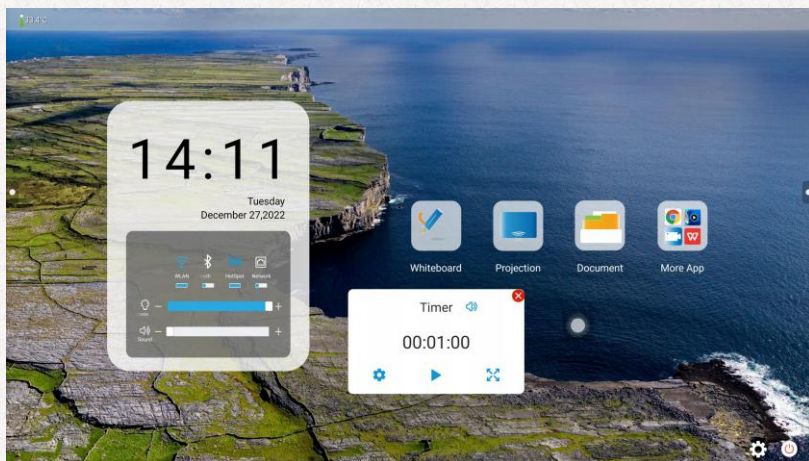 14:11
Tuesday
December 27,2022
WLAN
HotSpot
Network
Sound
Whiteboard
Projection
Document
More App
Timer
00:01:00